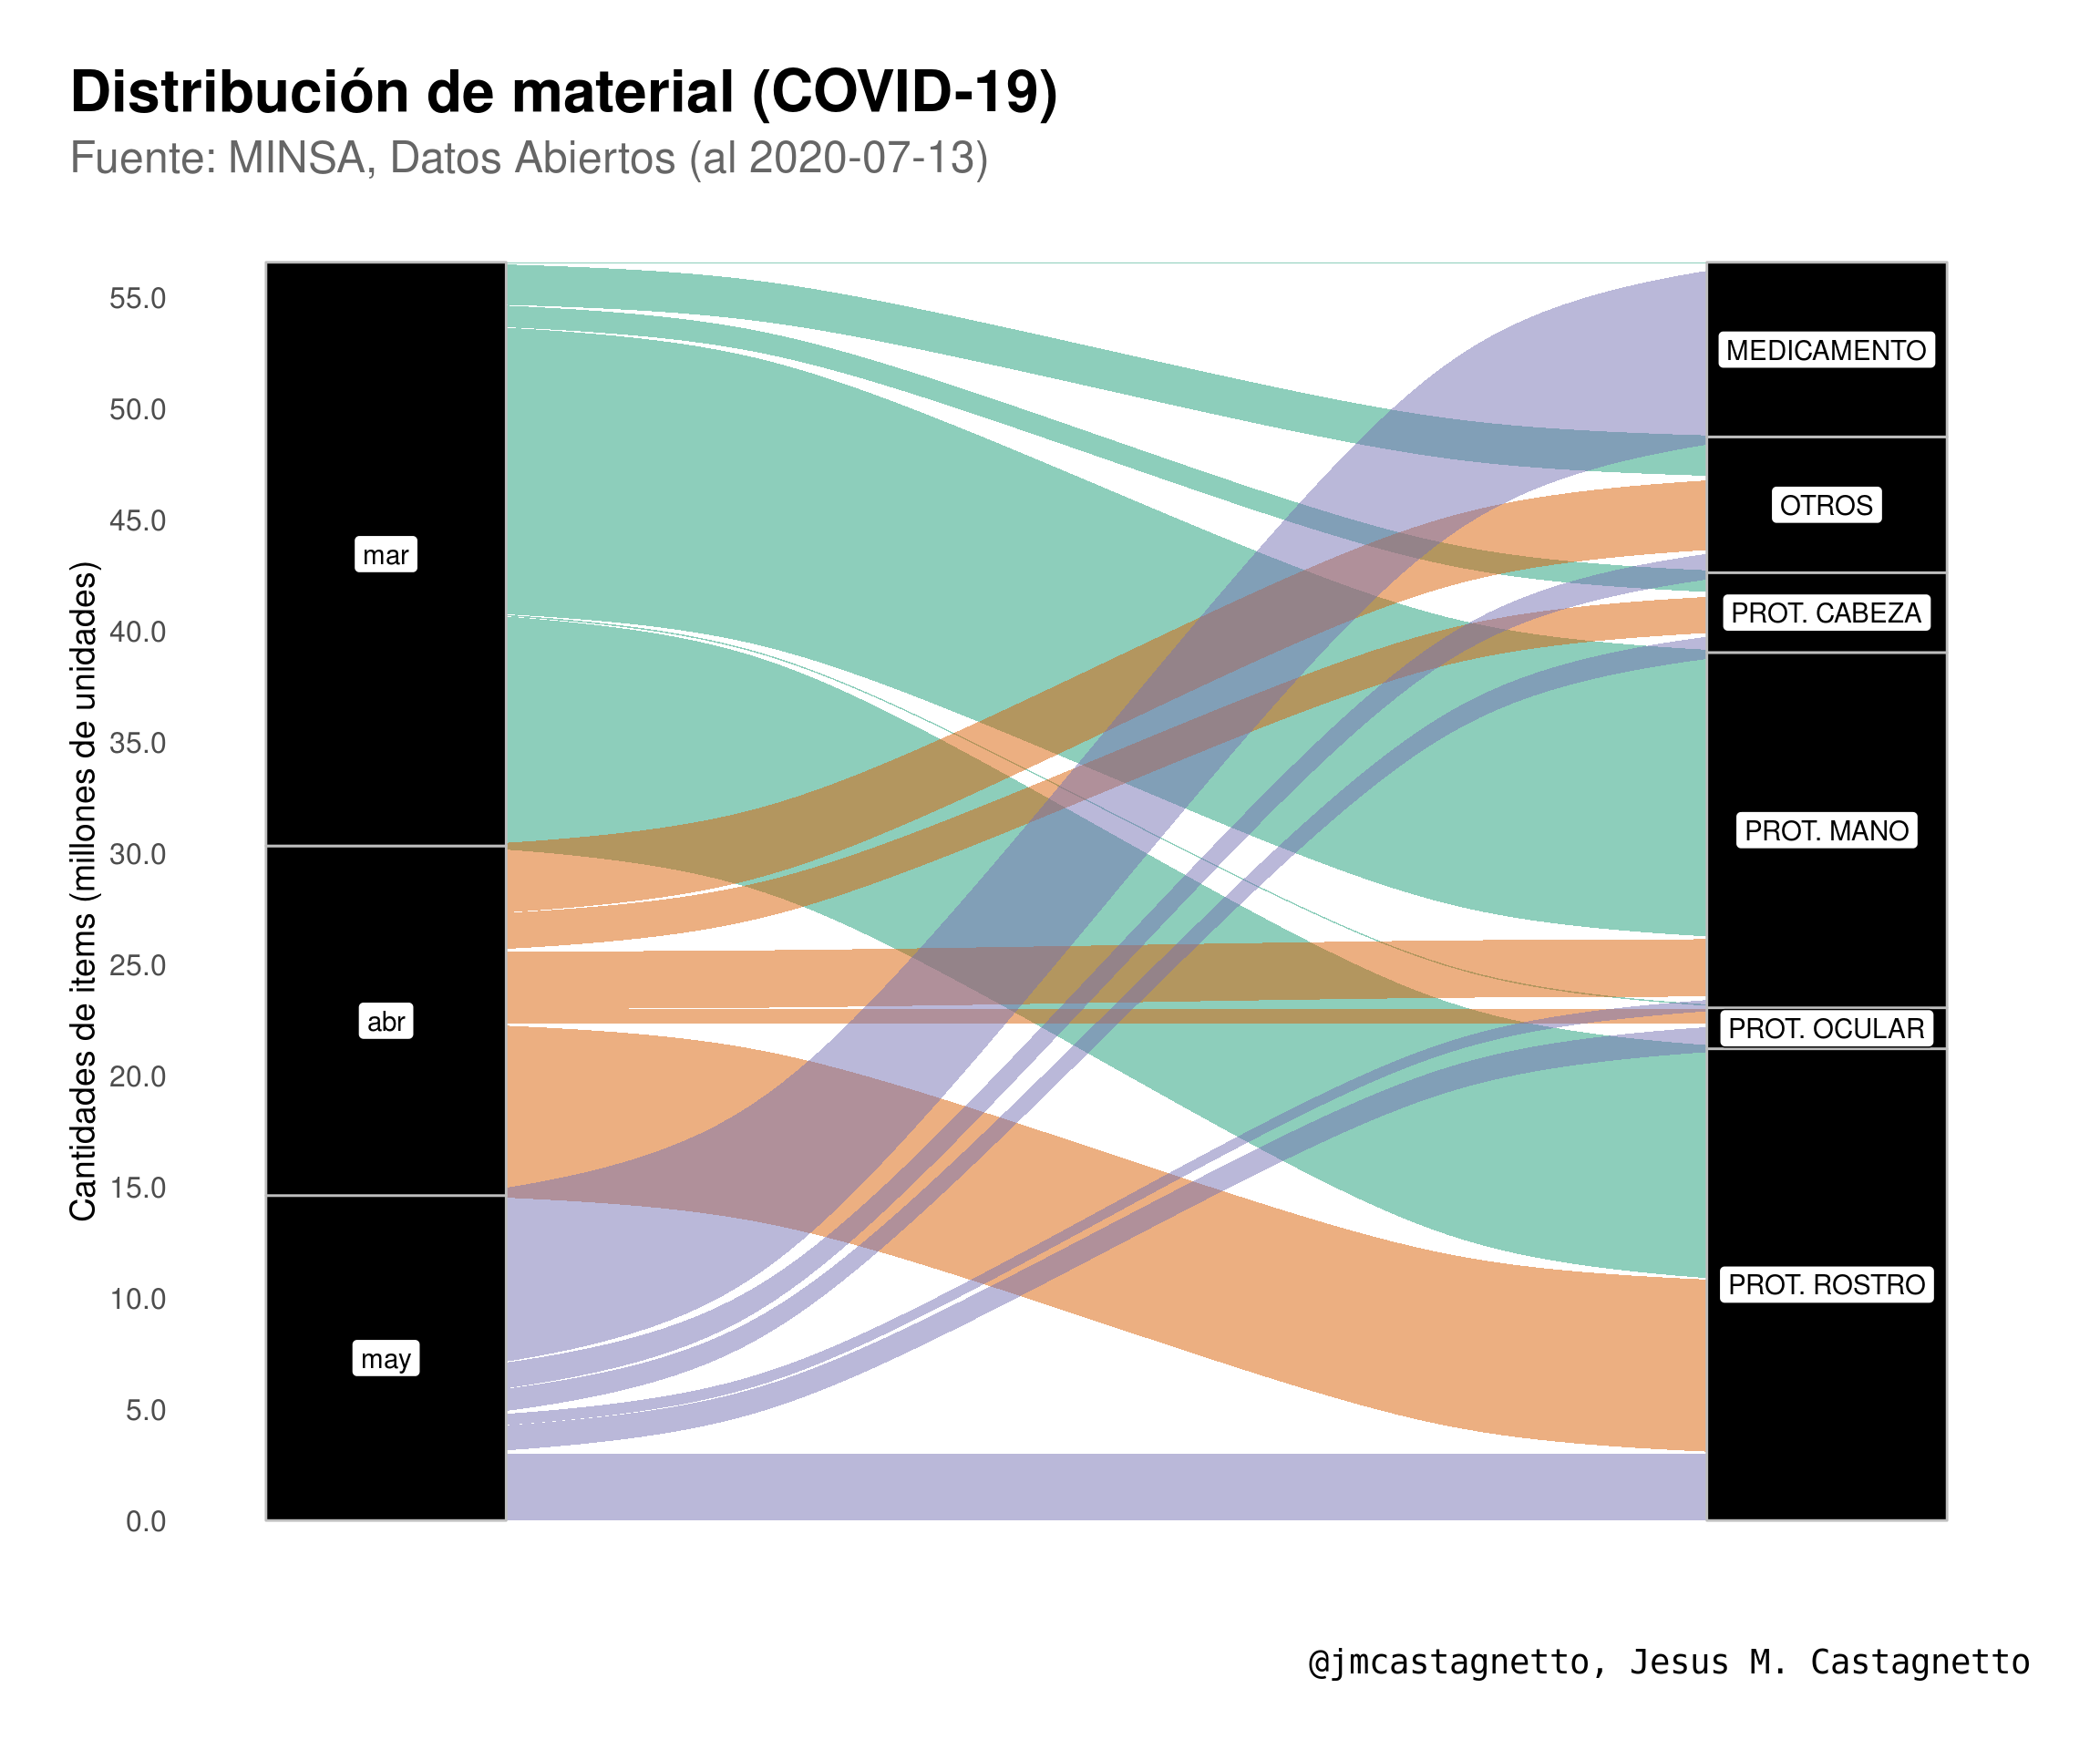 Distribución de material (COVID-19)
Fuente: MINSA, Datos Abiertos (al 2020-07-13)
Cantidades de items (millones de unidades)
55.0
50.0
45.0
40.0
35.0
30.0
25.0
20.0
15.0
10.0
5.0
0.0
mar
abr
may
MEDICAMENTO
OTROS
PROT. CABEZA
PROT. MANO
PROT. OCULAR
PROT. ROSTRO
@jmcastagnetto, Jesus M. Castagnetto